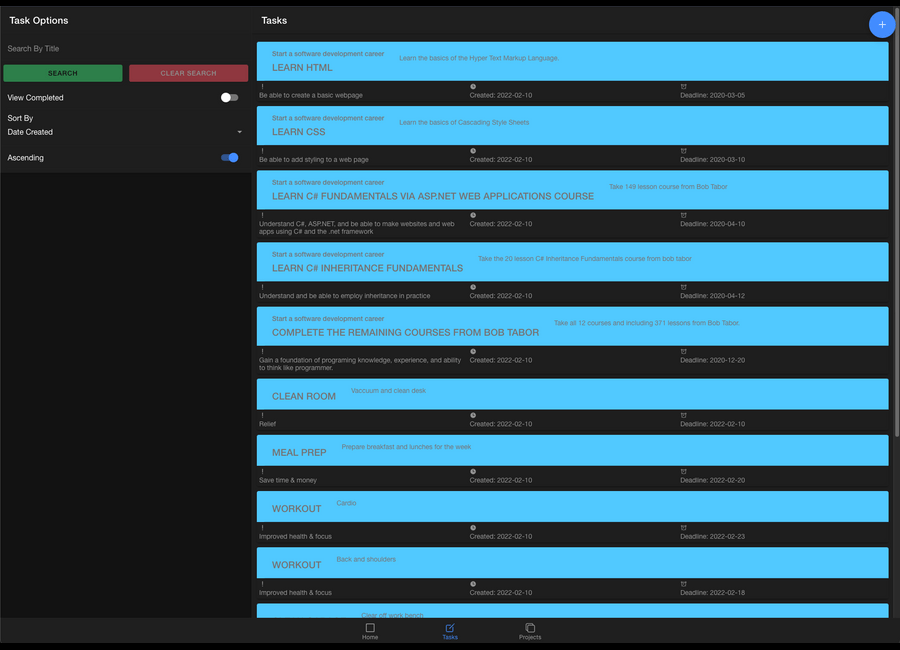 Task Options
Search By Title
SEARCH
CLEAR SEARCH
View Completed
Sort By
Date Created
Ascending
Tasks
Start a software development career
LEARN HTML
Learn the basics of the Hyper Text Markup Language.
Be able to create a basic webpage
Created: 2022-02-10
Deadline: 2020-03-05
Start a software development career
LEARN CSS
Learn the basics of Cascading Style Sheets
Be able to add styling to a web page
Created: 2022-02-10
Deadline: 2020-03-10
Start a software development career
LEARN C# FUNDAMENTALS VIA ASP.NET WEB APPLICATIONS COURSE
Take 149 lesson course from Bob Tabor
Understand C#, ASP.NET, and be able to make websites and web
apps using C# and the .net framework
Created: 2022-02-10
Deadline: 2020-04-10
Start a software development career
LEARN C# INHERITANCE FUNDAMENTALS
Take the 20 lesson C# Inheritance Fundamentals course from bob tabor
Understand and be able to employ inheritance in practice
Created: 2022-02-10
Deadline: 2020-04-12
Start a software development career
COMPLETE THE REMAINING COURSES FROM BOB TABOR
Take all 12 courses and including 371 lessons from Bob Tabor.
Gain a foundation of programing knowledge, experience, and ability
to think like programmer.
Created: 2022-02-10
Deadline: 2020-12-20
CLEAN ROOM
Vaccuum and clean desk
Relief
Created: 2022-02-10
Deadline: 2022-02-10
MEAL PREP
Prepare breakfast and lunches for the week
Save time & money
Created: 2022-02-10
Deadline: 2022-02-20
WORKOUT
Cardio
Improved health & focus
Created: 2022-02-10
Deadline: 2022-02-23
WORKOUT
Back and shoulders
Improved health & focus
Created: 2022-02-10
Deadline: 2022-02-18
Clear off work bench
Home
Tasks
Projects